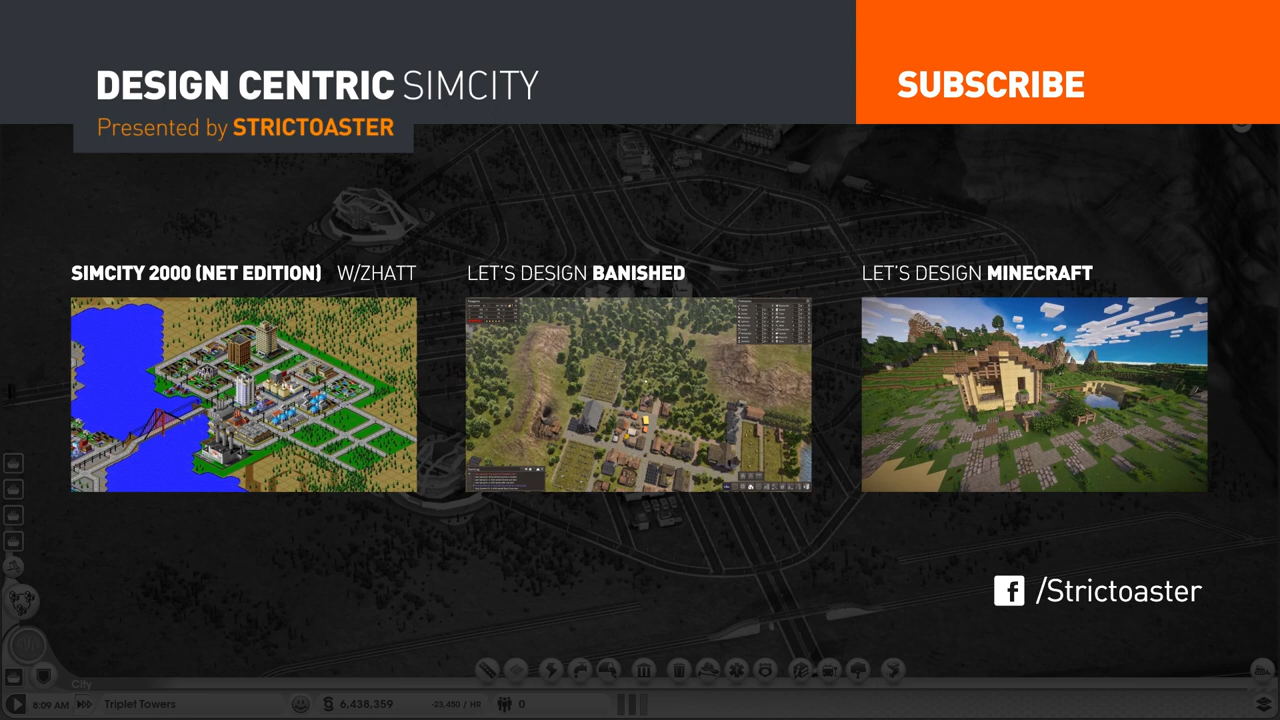 DESIGN CENTRIC SIMCITY
SUBSCRIBE
Presented by STRICTOASTER
SIMCITY 2000 (NET EDITION) W/ZHATT
LET'S DESIGN BANISHED
LET'S DESIGN MINECRAFT
f /Strictoaster
City
8:09 AM Triplet Towers 6,438,359 -23,450 / HR 0